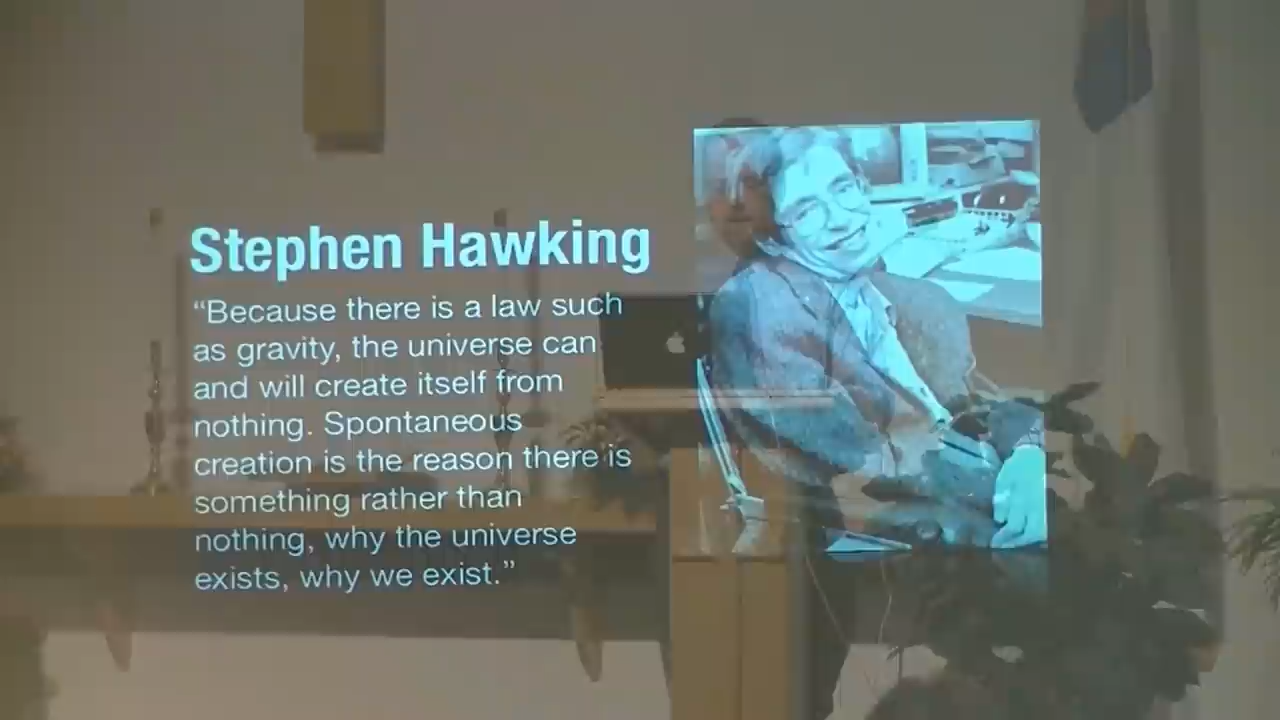 Stephen Hawking
“Because there is a law such
as gravity, the universe can
and will create itself from
nothing. Spontaneous
creation is the reason there is
something rather than
nothing, why the universe
exists, why we exist.”